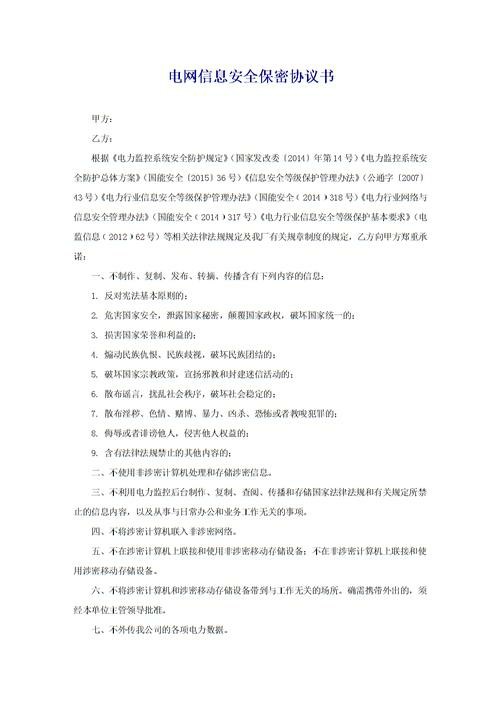 电网信息安全保密协议书
甲方：
乙方：
根据《电力监控系统安全防护规定》（国家发改委〔2014〕年第14号）《电力监控系统安
全防护总体方案》（国能安全〔2015〕36号）《信息安全等级保护管理办法》（公通字〔2007〕
43号）《电力行业信息安全等级保护管理办法》（国能安全﹝2014﹞318号）《电力行业网络与
信息安全管理办法》（国能安全﹝2014﹞317号）《电力行业信息安全等级保护基本要求》（电
监信息﹝2012﹞62号）等相关法律法规规定及我厂有关规章制度的规定，乙方向甲方郑重承
诺：
一、不制作、复制、发布、转摘、传播含有下列内容的信息：
1. 反对宪法基本原则的；
2. 危害国家安全，泄露国家秘密，颠覆国家政权，破坏国家统一的；
3. 损害国家荣誉和利益的；
4. 煽动民族仇恨、民族歧视，破坏民族团结的；
5. 破坏国家宗教政策，宣扬邪教和封建迷信活动的；
6. 散布谣言，扰乱社会秩序，破坏社会稳定的；
7. 散布淫秽、色情、赌博、暴力、凶杀、恐怖或者教唆犯罪的；
8. 侮辱或者诽谤他人，侵害他人权益的；
9. 含有法律法规禁止的其他内容的；
二、不使用非涉密计算机处理和存储涉密信息。
三、不利用电力监控后台制作、复制、查阅、传播和存储国家法律法规和有关规定所禁
止的信息内容，以及从事与日常办公和业务工作无关的事项。
四、不将涉密计算机联入非涉密网络。
五、不在涉密计算机上联接和使用非涉密移动存储设备；不在非涉密计算机上联接和使
用涉密移动存储设备。
六、不将涉密计算机和涉密移动存储设备带到与工作无关的场所。确需携带外出的，须
经本单位主管领导批准。
七、不外传我公司的各项电力数据。